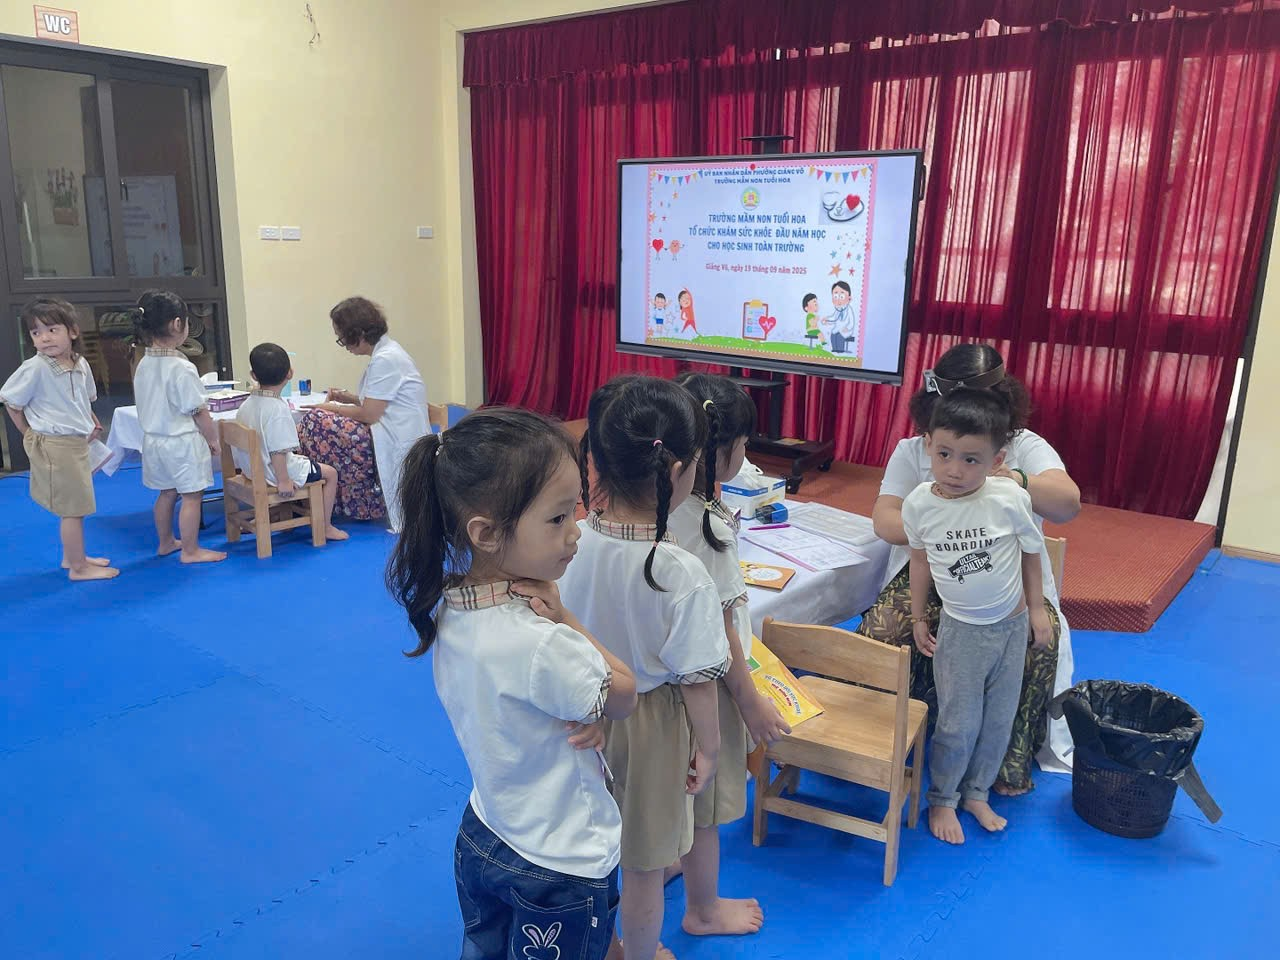 WC
ỦY BAN NHÂN DÂN PHƯỜNG GIẢNG VÕ
TRƯỜNG MẦM NON TUỔI HOA
TRƯỜNG MẦM NON TUỔI HOA
TỔ CHỨC KHÁM SỨC KHỎE ĐẦU NĂM HỌC
CHO HỌC SINH TOÀN TRƯỜNG
Giảng Võ, ngày 19 tháng 09 năm 2025
SKATE
BOARDING